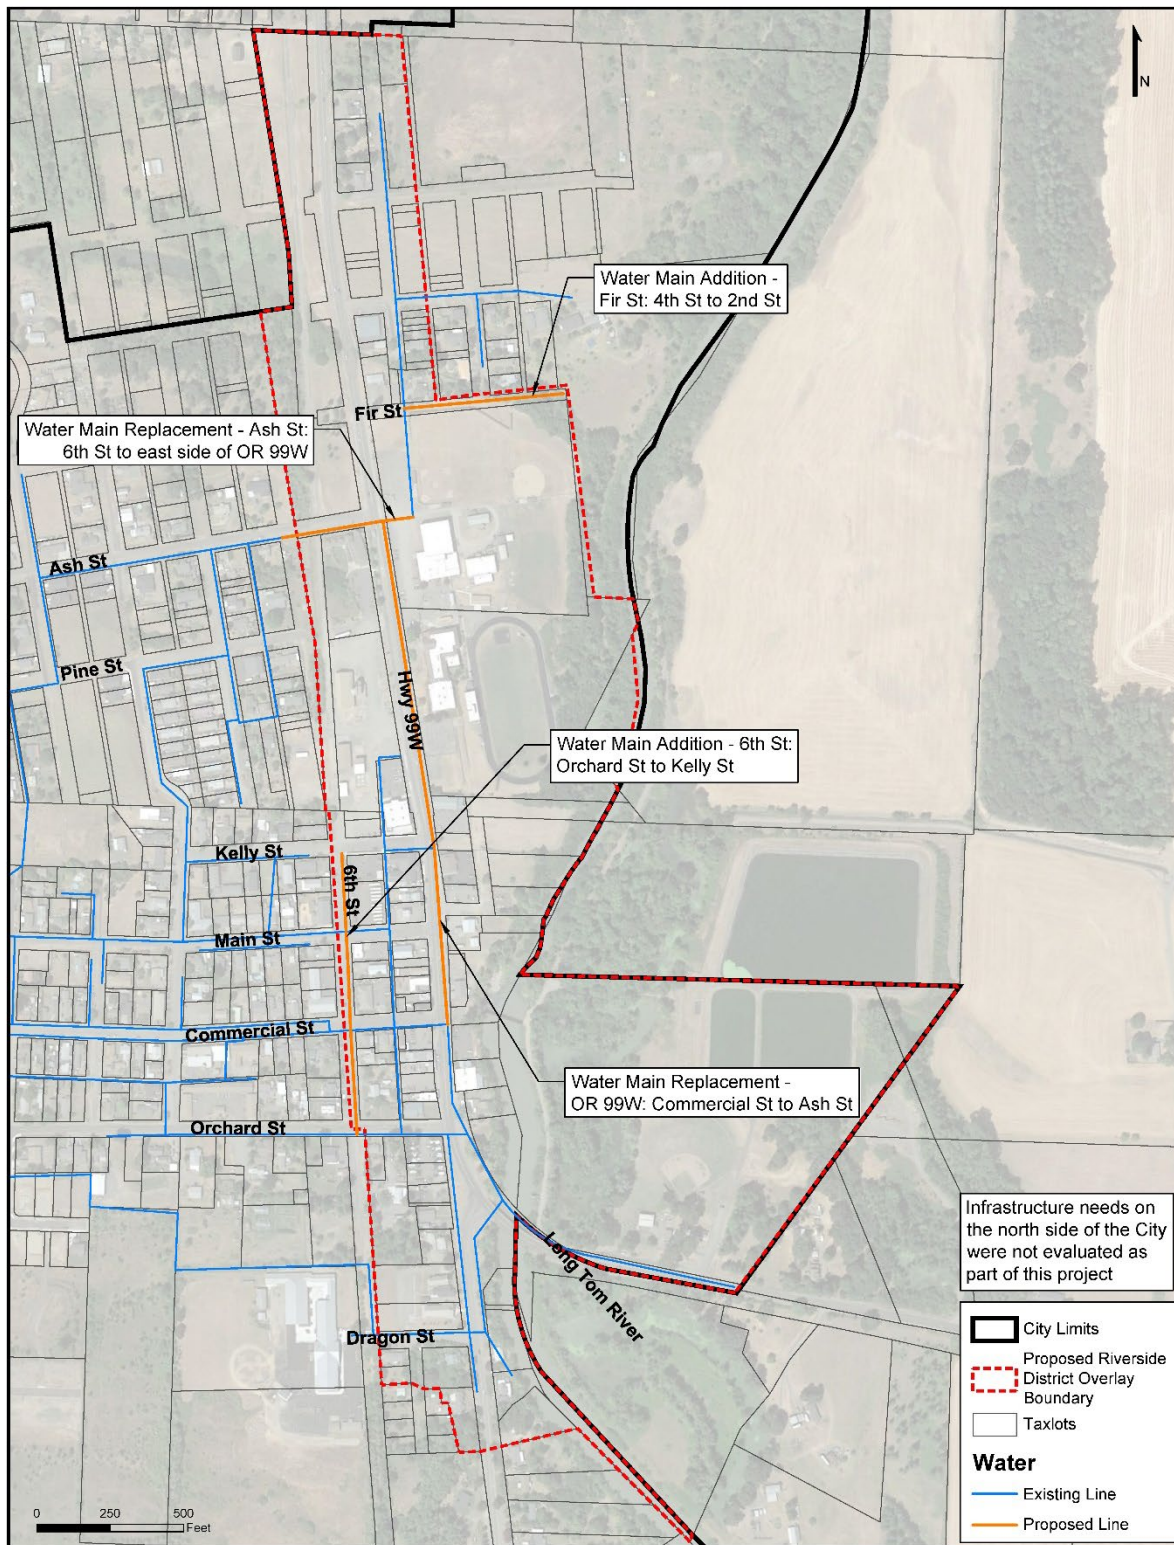 N
Water Main Addition -
Fir St: 4th St to 2nd St
Fir St
Water Main Replacement - Ash St:
6th St to east side of OR 99W
Ash St
Pine St
Hwy 99W
Water Main Addition - 6th St:
Orchard St to Kelly St
Kelly St
6th St
Main St
Commercial St
Water Main Replacement -
OR 99W: Commercial St to Ash St
Orchard St
Long Tom River
Dragon St
Infrastructure needs on
the north side of the City
were not evaluated as
part of this project
City Limits
Proposed Riverside
District Overlay
Boundary
Taxlots
Water
Existing Line
Proposed Line
0 250 500
Feet